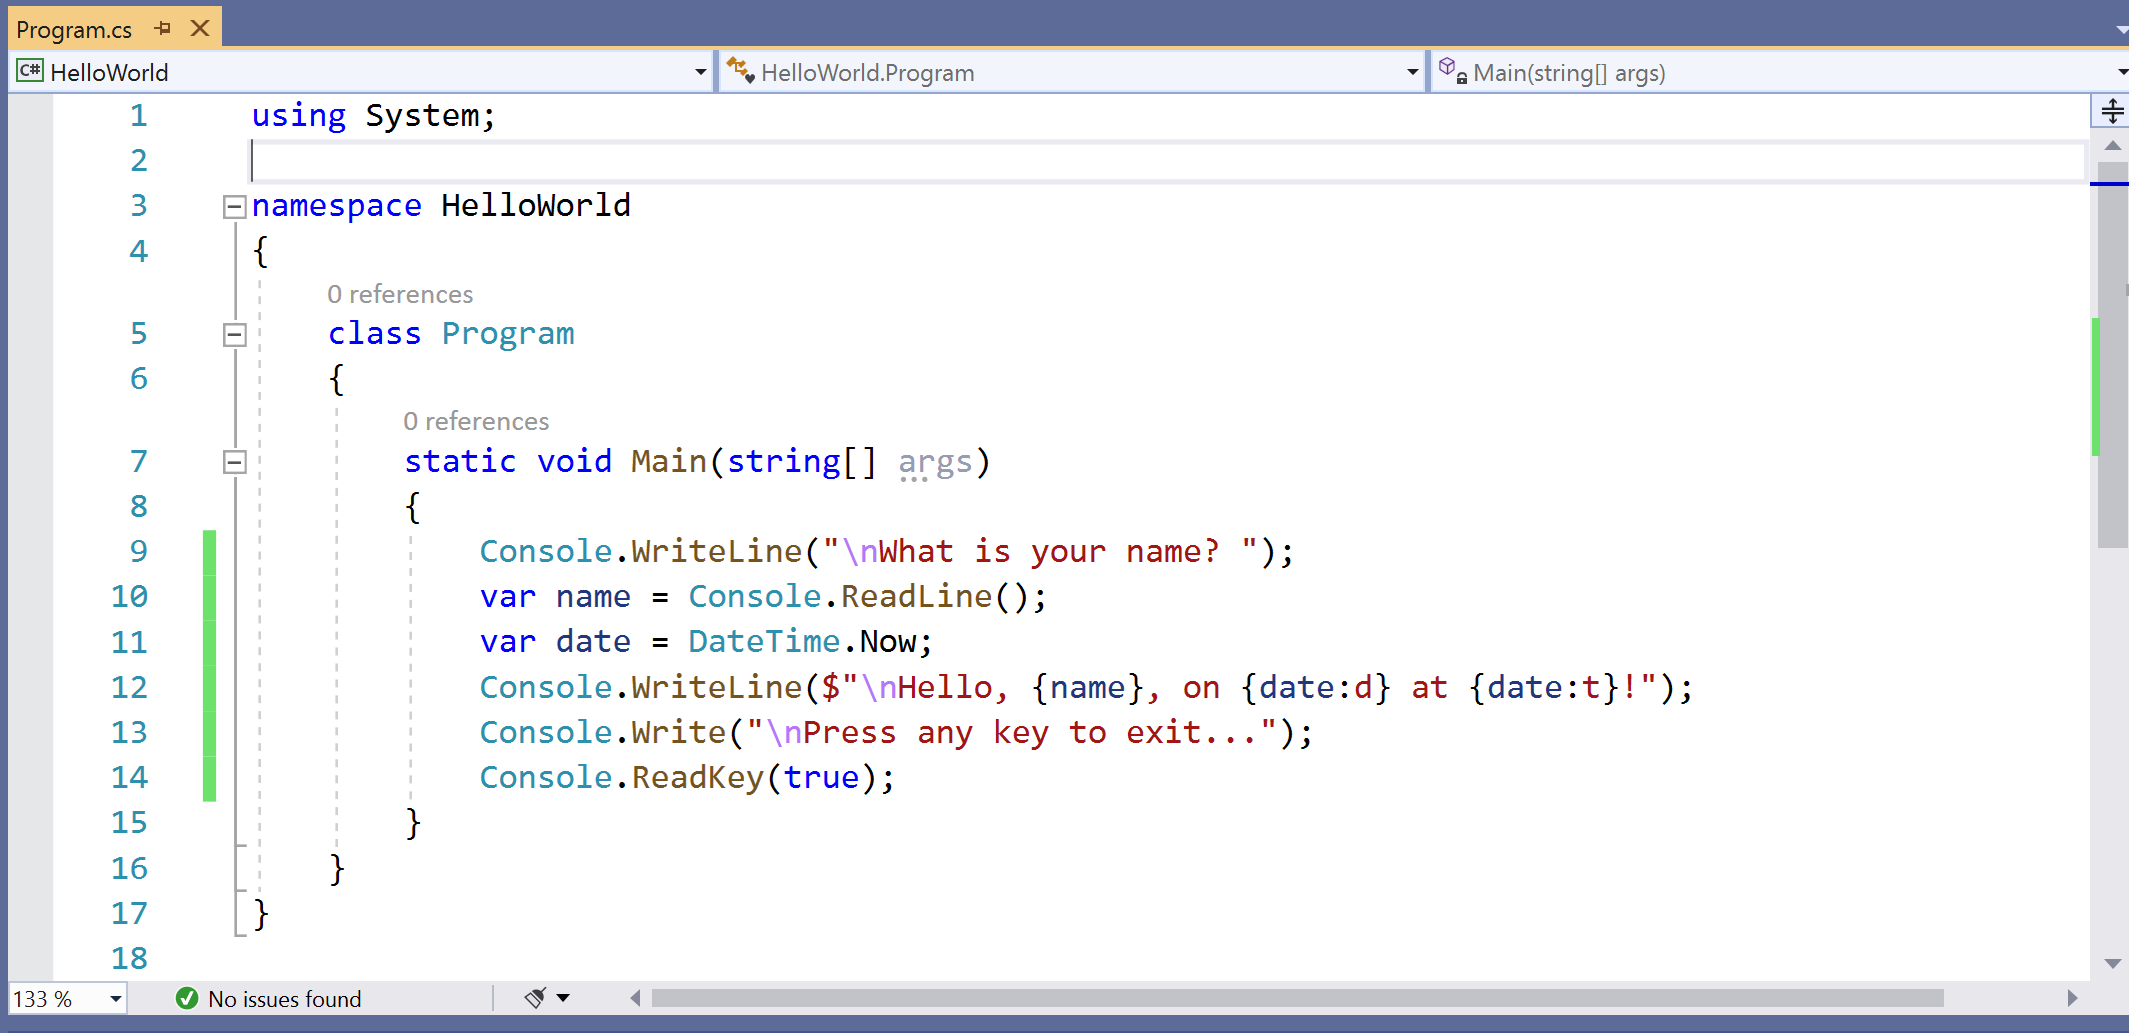 Program.cs
C# HelloWorld HelloWorld.Program Main(string[] args)
1 using System;
2
3 namespace HelloWorld
4 {
0 references
5 class Program
6 {
0 references
7 static void Main(string[] args)
8 {
9 Console.WriteLine("\nWhat is your name? ");
10 var name = Console.ReadLine();
11 var date = DateTime.Now;
12 Console.WriteLine($"\nHello, {name}, on {date:d} at {date:t}!");
13 Console.Write("\nPress any key to exit...");
14 Console.ReadKey(true);
15 }
16 }
17 }
18
133 % No issues found